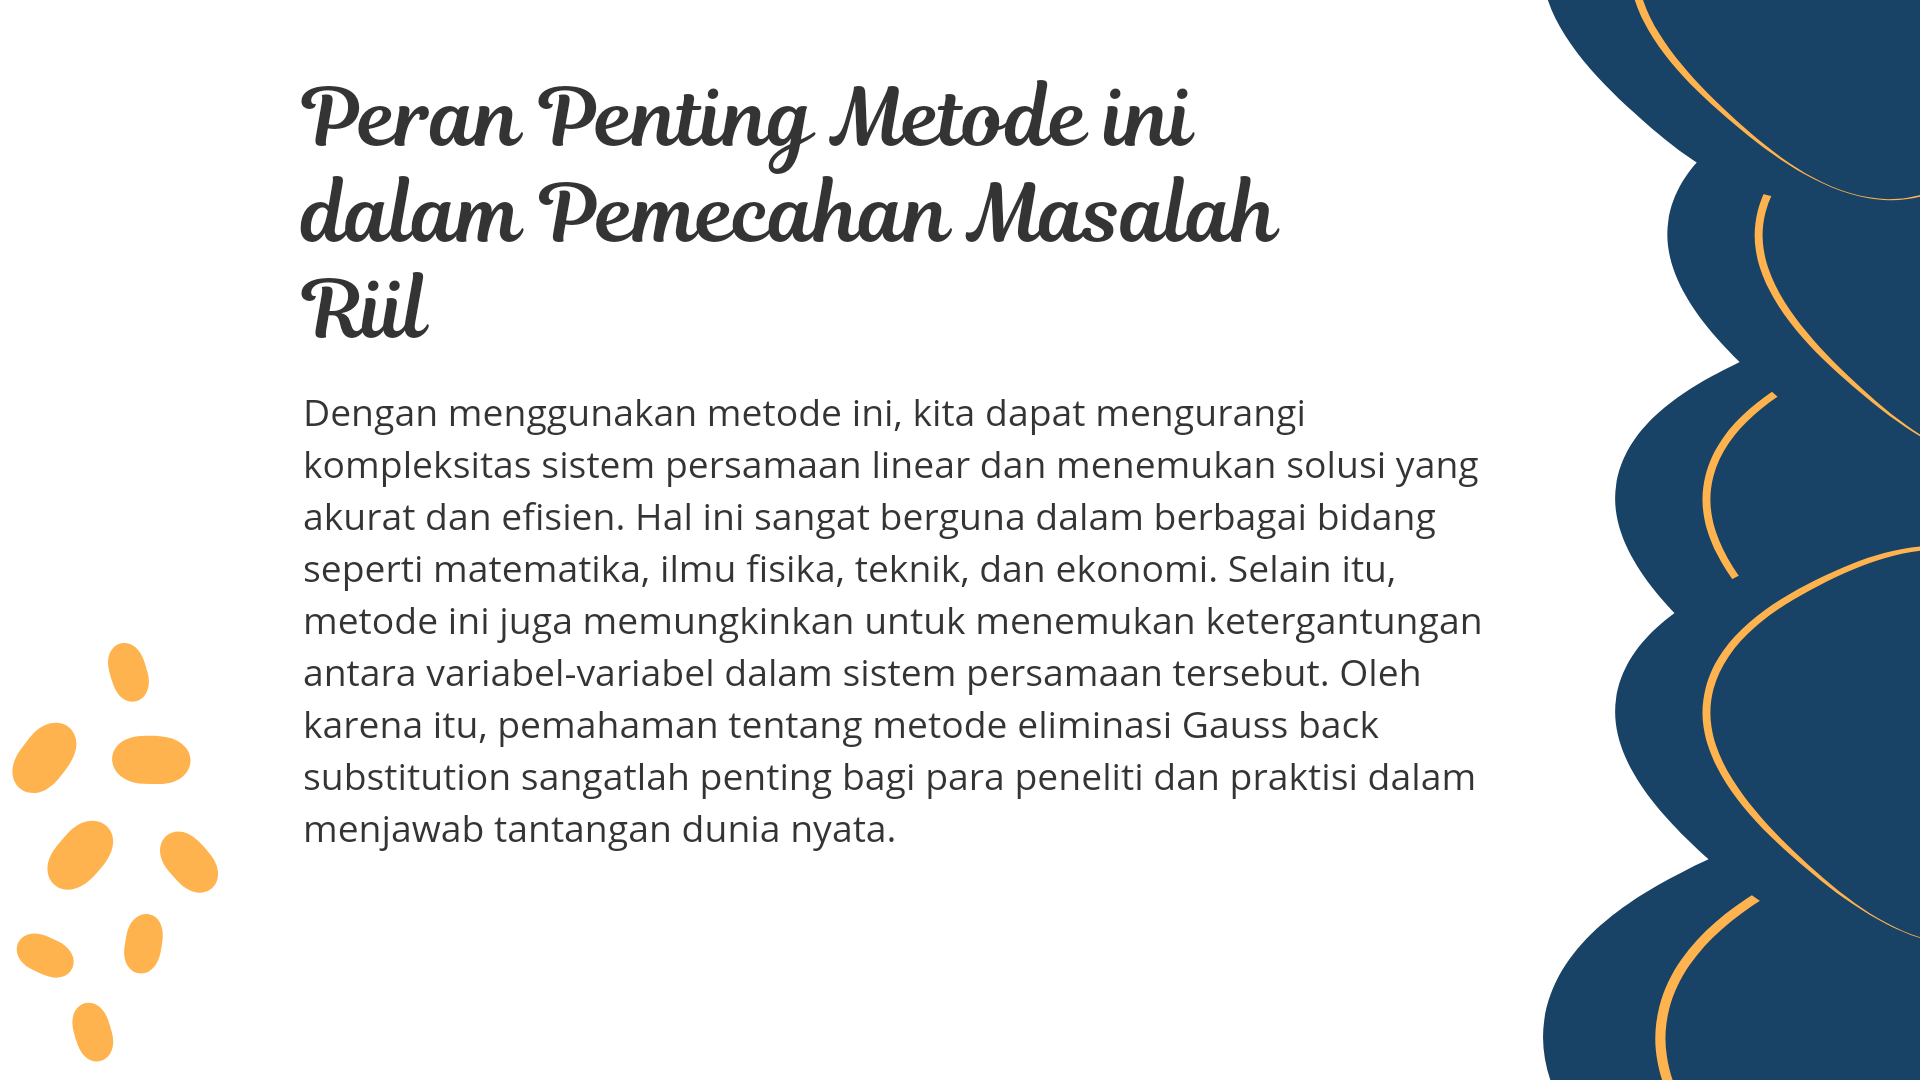 Peran Penting Metode ini
dalam Pemecahan Masalah
Riil
Dengan menggunakan metode ini, kita dapat mengurangi
kompleksitas sistem persamaan linear dan menemukan solusi yang
akurat dan efisien. Hal ini sangat berguna dalam berbagai bidang
seperti matematika, ilmu fisika, teknik, dan ekonomi. Selain itu,
metode ini juga memungkinkan untuk menemukan ketergantungan
antara variabel-variabel dalam sistem persamaan tersebut. Oleh
karena itu, pemahaman tentang metode eliminasi Gauss back
substitution sangatlah penting bagi para peneliti dan praktisi dalam
menjawab tantangan dunia nyata.